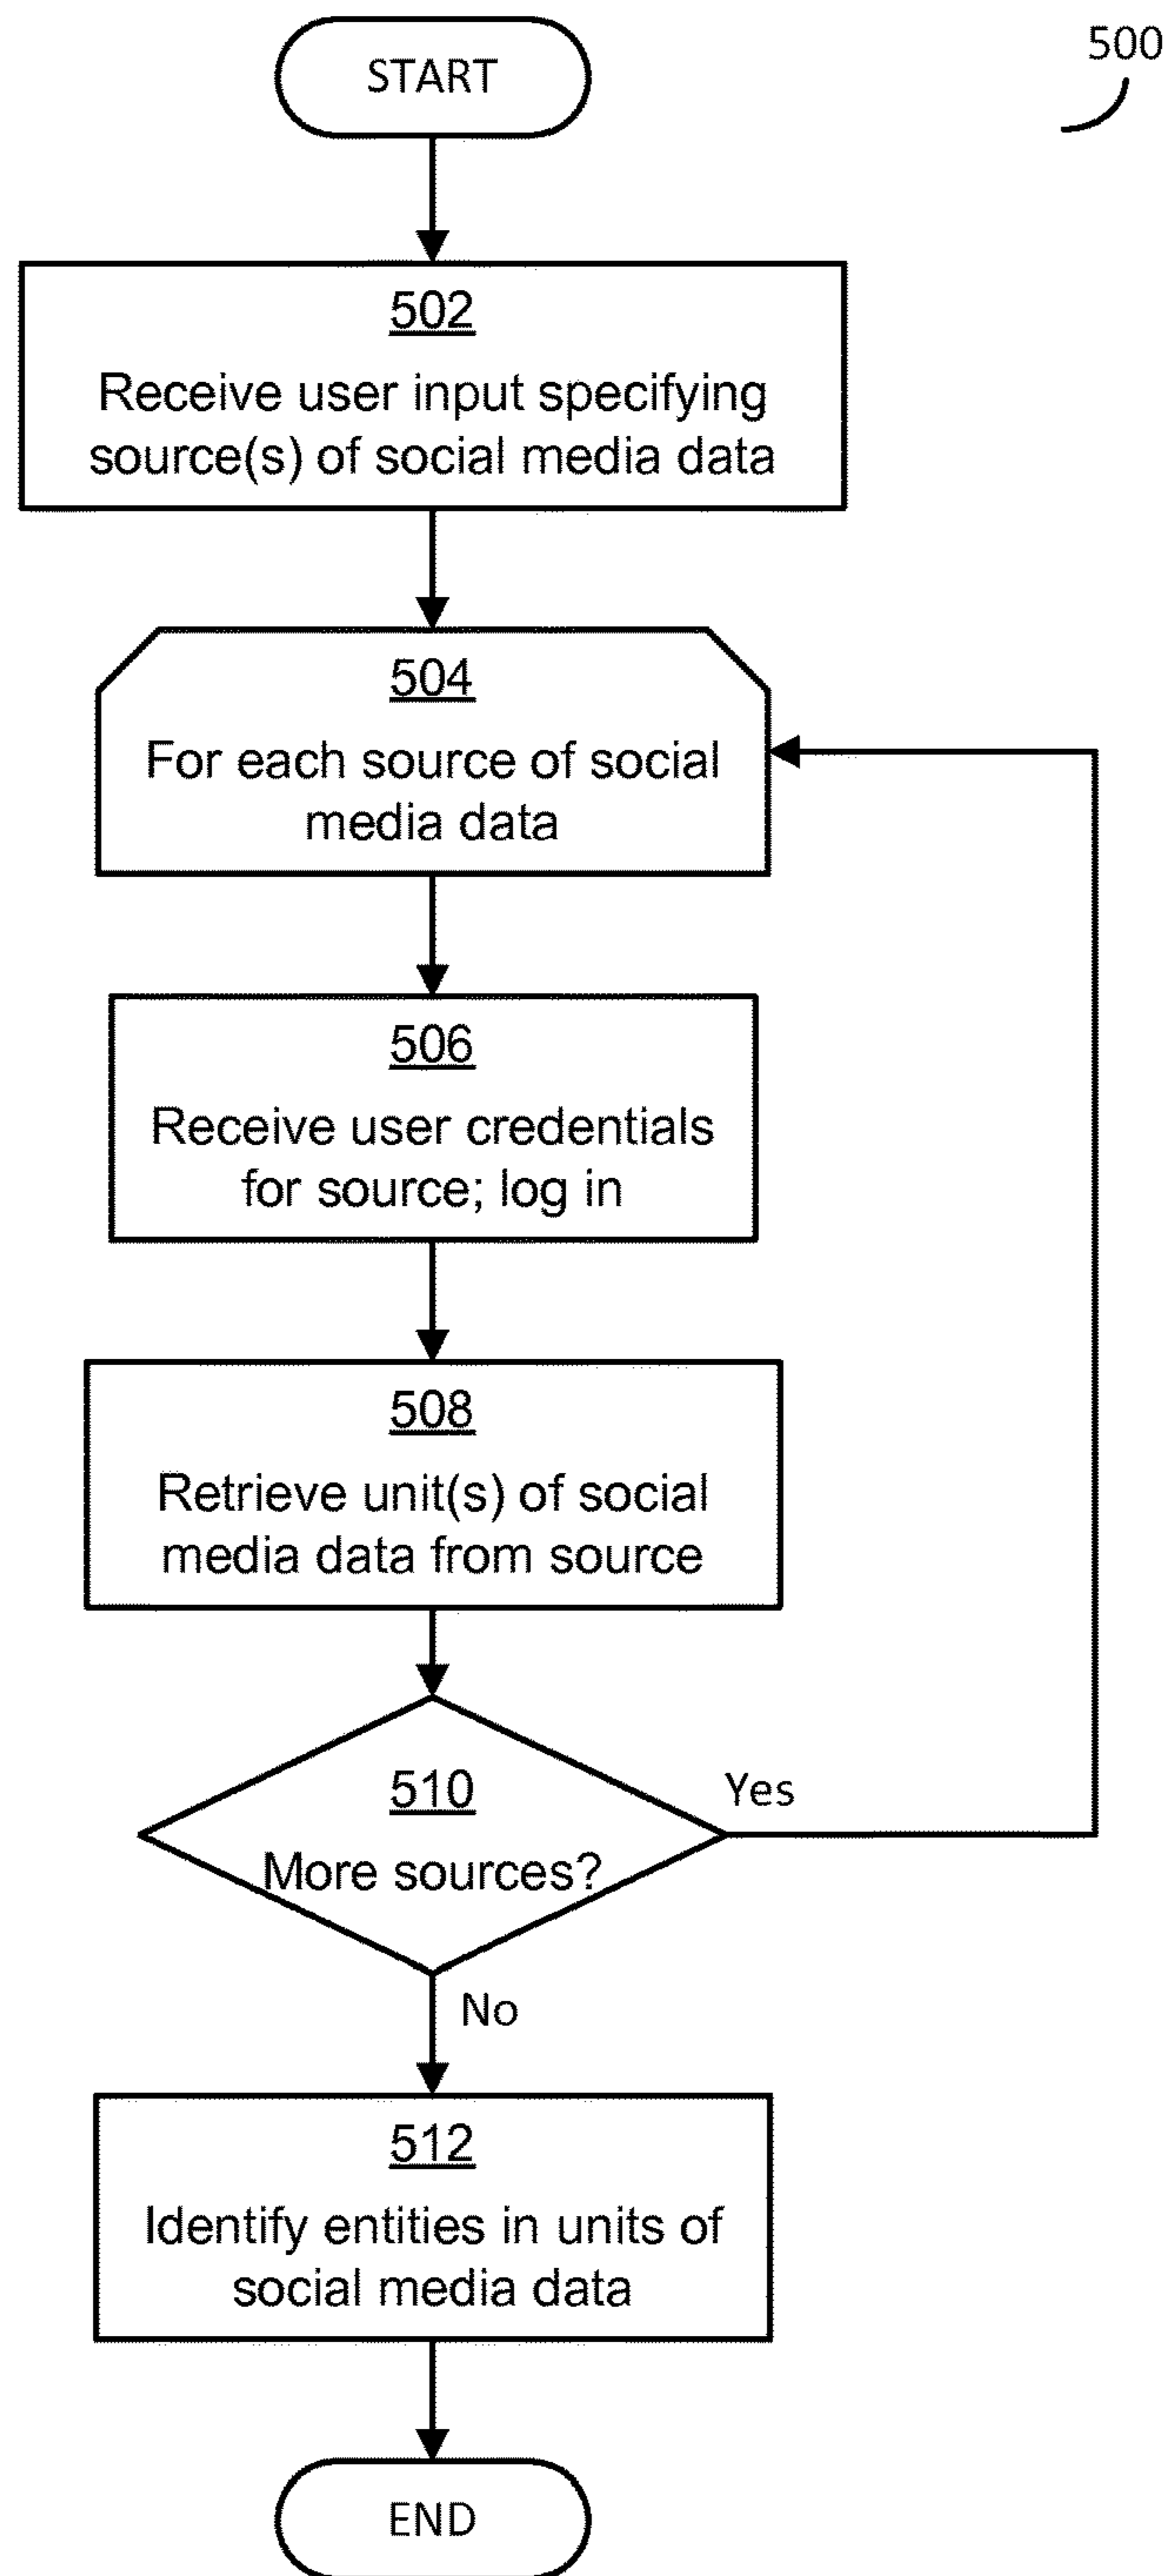 START
500
502
Receive user input specifying
source(s) of social media data
504
For each source of social
media data
506
Receive user credentials
for source; log in
508
Retrieve unit(s) of social
media data from source
510
More sources?
Yes
No
512
Identify entities in units of
social media data
END